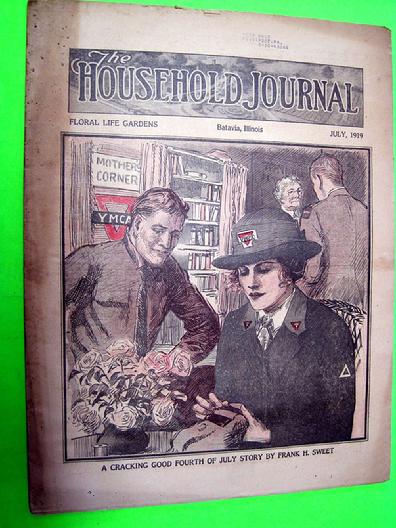 The
HOUSEHOLD JOURNAL
FLORAL LIFE GARDENS
Batavia, Illinois
JULY, 1919
MOTHERS
CORNER
YMCA
A CRACKING GOOD FOURTH OF JULY STORY BY FRANK H. SWEET